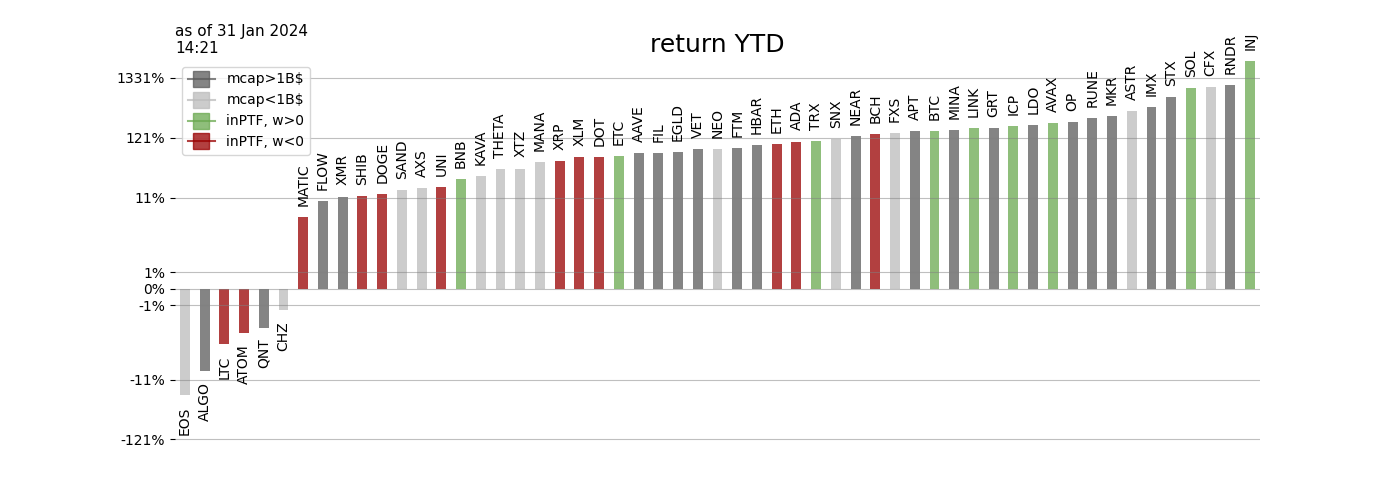 as of 31 Jan 2024
14:21
return YTD
mcap>1B$
mcap<1B$
inPTF, w>0
inPTF, w<0
1331%
121%
11%
1%
0%
-1%
-11%
-121%
EOS
ALGO
LTC
ATOM
QNT
CHZ
MATIC
FLOW
XMR
SHIB
DOGE
SAND
AXS
UNI
BNB
KAVA
THETA
XTZ
MANA
XRP
XLM
DOT
ETC
AAVE
FIL
EGLD
VET
NEO
FTM
HBAR
ETH
ADA
TRX
SNX
NEAR
BCH
FXS
APT
BTC
MINA
LINK
GRT
ICP
LDO
AVAX
OP
RUNE
MKR
ASTR
IMX
STX
SOL
CFX
RNDR
INJ